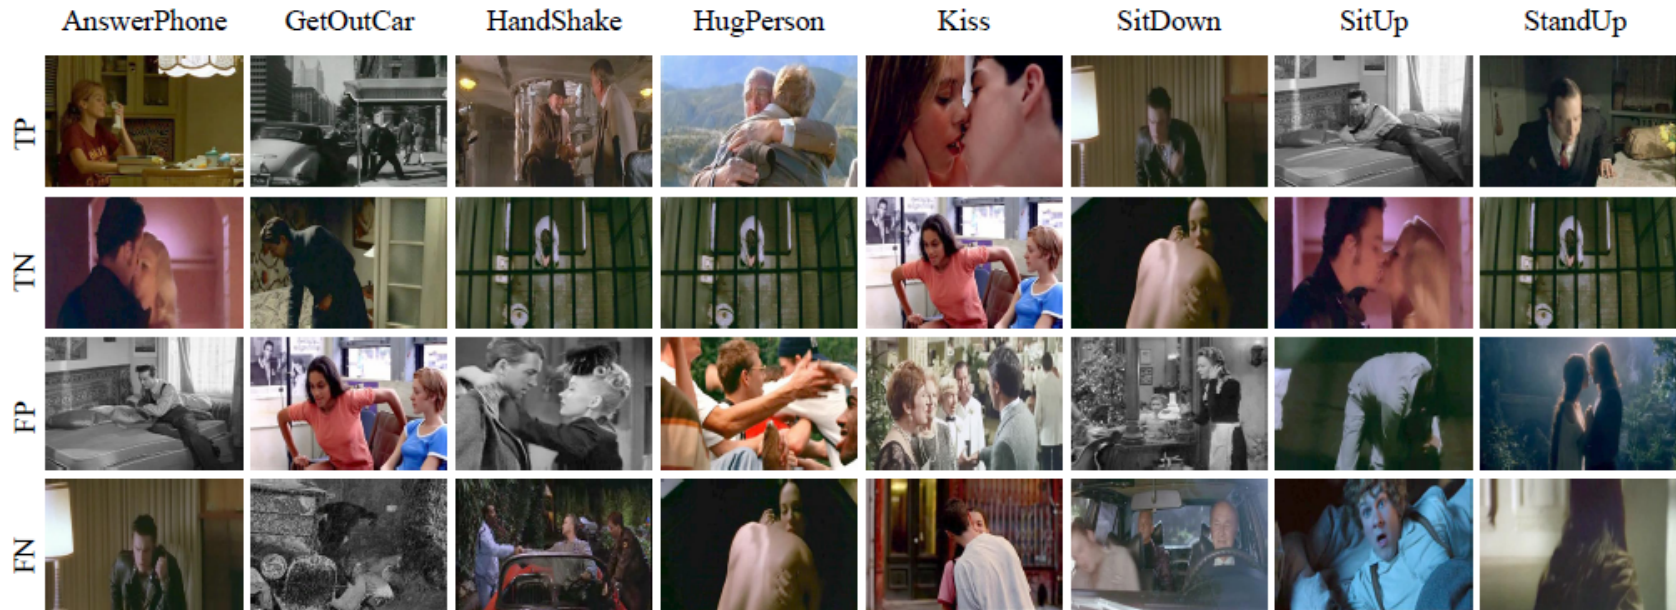 AnswerPhone GetOutCar HandShake HugPerson Kiss SitDown SitUp StandUp
TP
TN
FP
FN